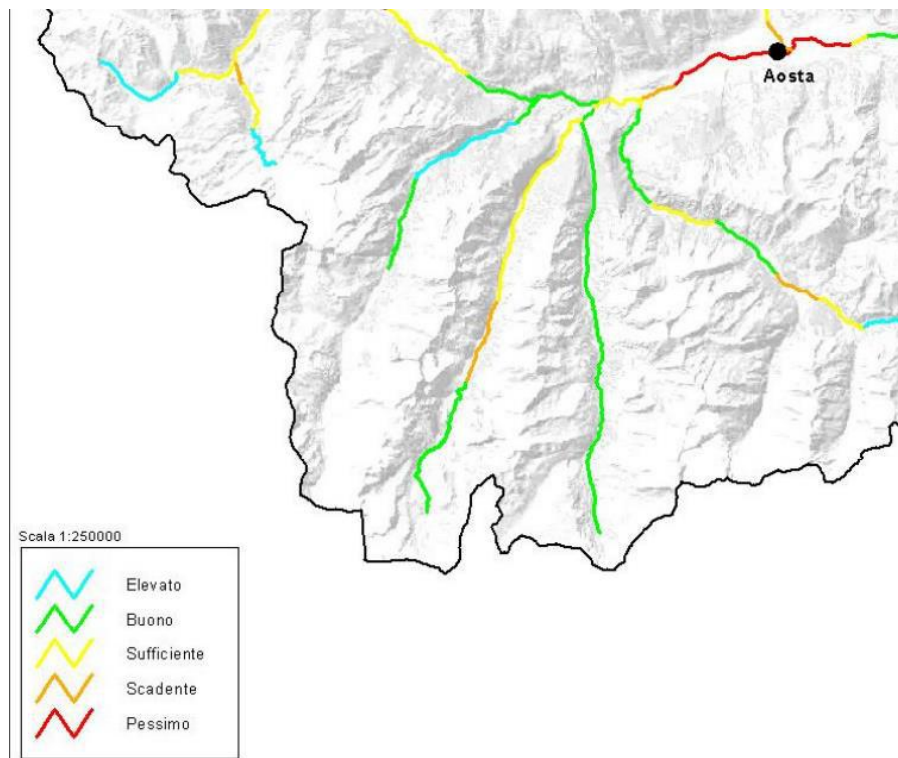 Aosta
Scala 1:250000
Elevato
Buono
Sufficiente
Scadente
Pessimo